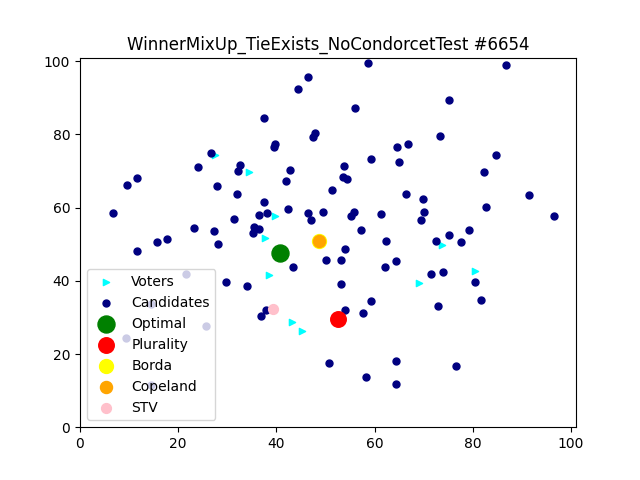 WinnerMixUp_TieExists_NoCondorcetTest #6654
100
80
60
40
20
0
Voters
Candidates
Optimal
Plurality
Borda
Copeland
STV
0 20 40 60 80 100